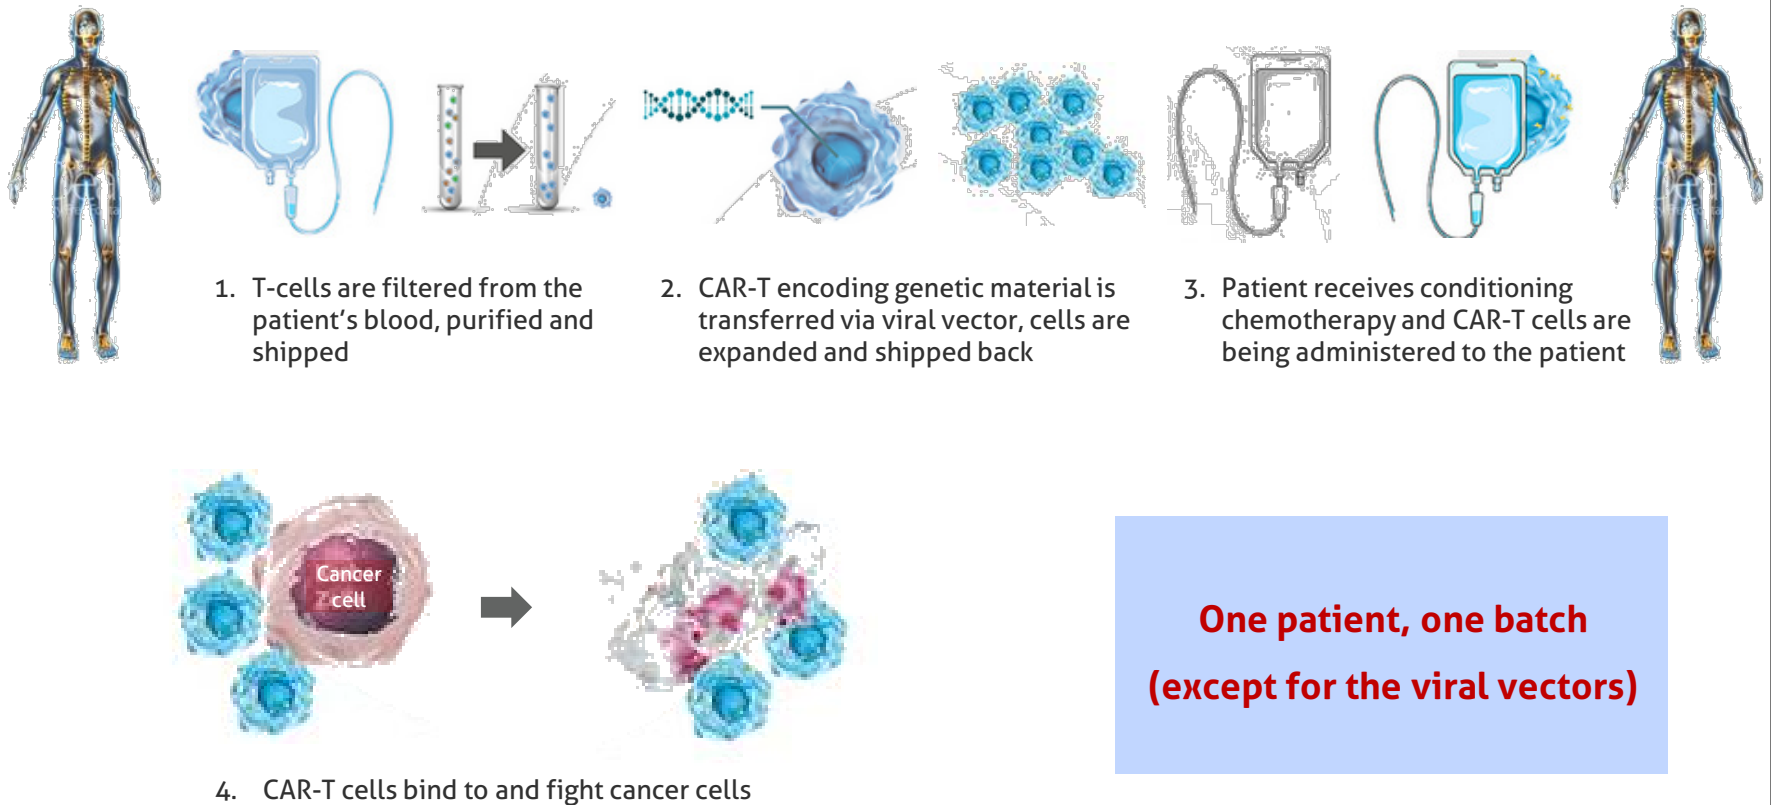 1. T-cells are filtered from the
patient's blood, purified and
shipped
2. CAR-T encoding genetic material is
transferred via viral vector, cells are
expanded and shipped back
3. Patient receives conditioning
chemotherapy and CAR-T cells are
being administered to the patient
Cancer
cell
One patient, one batch
(except for the viral vectors)
4. CAR-T cells bind to and fight cancer cells